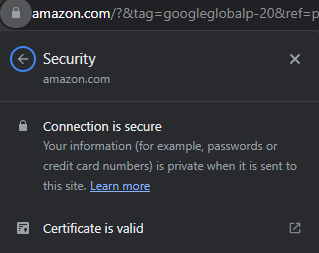 amazon.com/?&tag=googleglobalp-20&ref=p
Security
amazon.com
Connection is secure
Your information (for example, passwords or
credit card numbers) is private when it is sent to
this site. Learn more
Certificate is valid